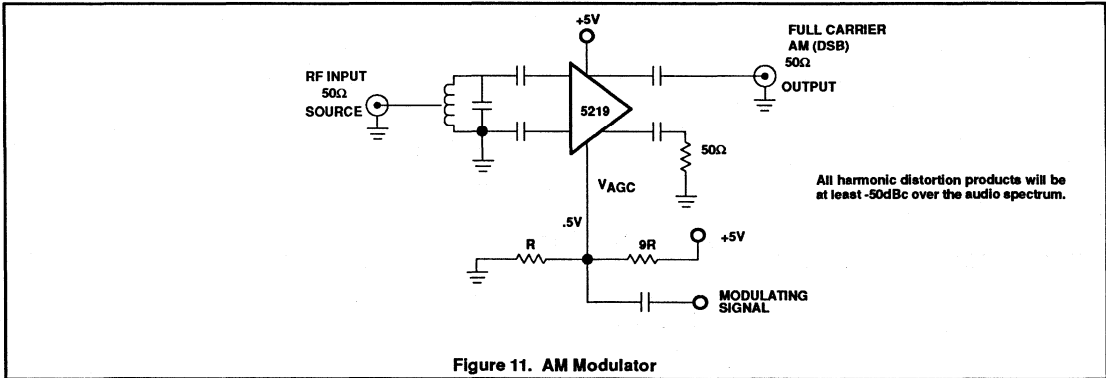 +5V
FULL CARRIER
AM (DSB)
50Ω
OUTPUT
RF INPUT
50Ω
SOURCE
5219
50Ω
All harmonic distortion products will be
at least -50dBc over the audio spectrum.
VAGC
.5V
R
9R
+5V
MODULATING
SIGNAL
Figure 11. AM Modulator